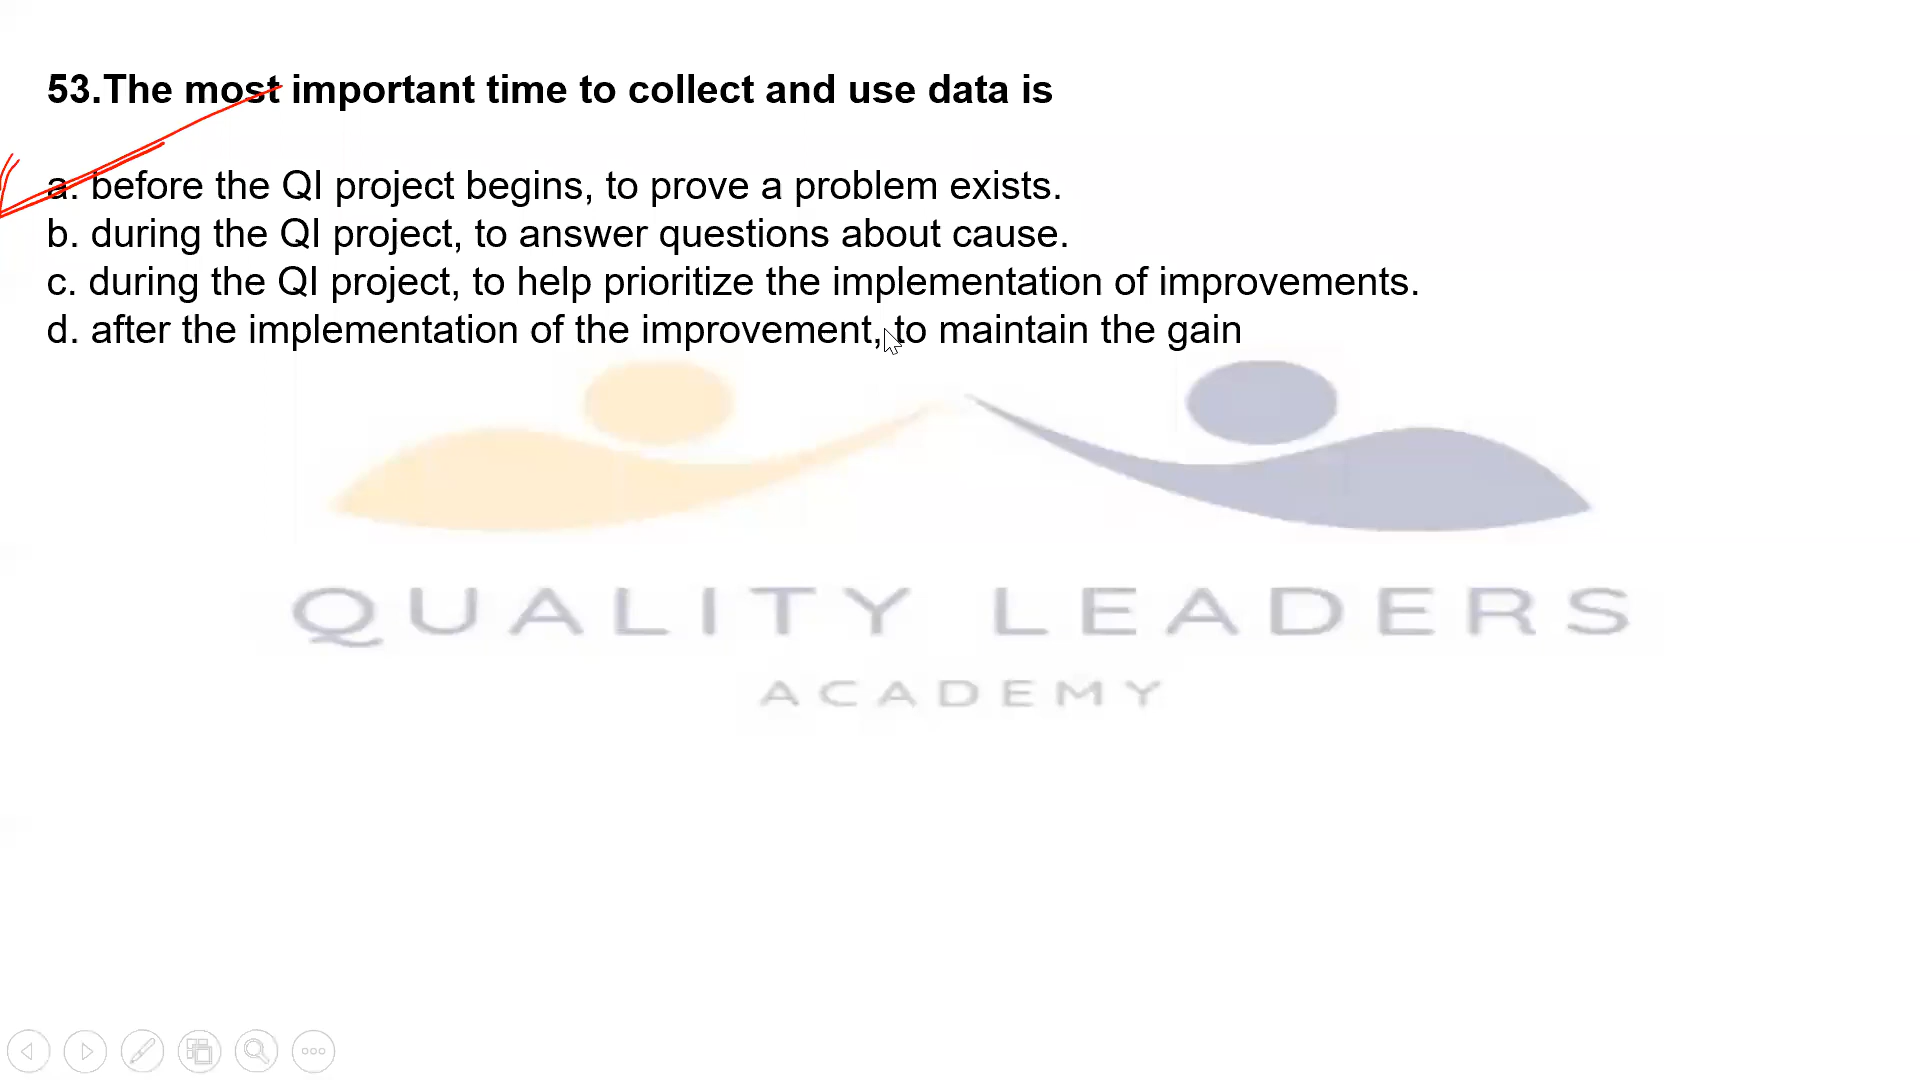 53.The most important time to collect and use data is
a. before the QI project begins, to prove a problem exists.
b. during the QI project, to answer questions about cause.
c. during the QI project, to help prioritize the implementation of improvements.
d. after the implementation of the improvement, to maintain the gain
QUALITY LEADERS
ACADEMY